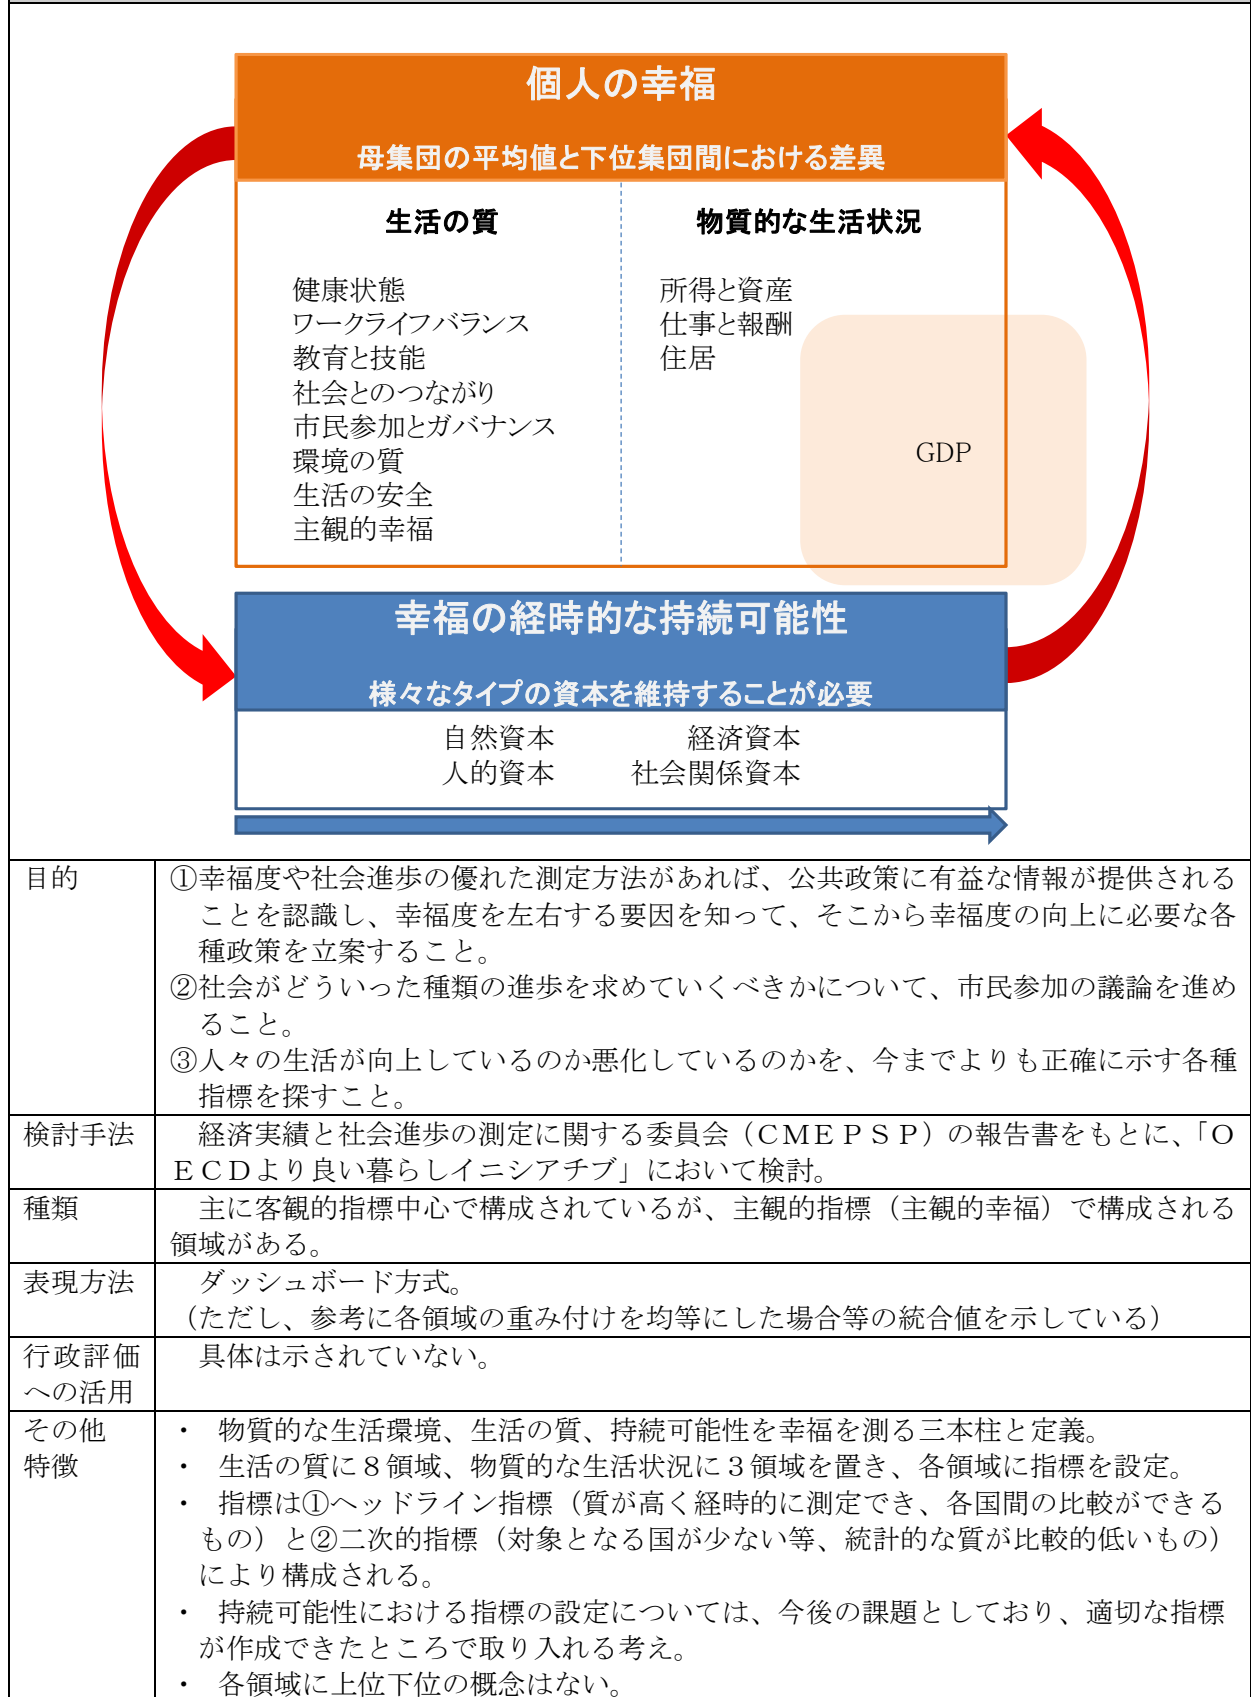 個人の幸福
母集団の平均値と下位集団間における差異
生活の質
健康状態
ワークライフバランス
教育と技能
社会とのつながり
市民参加とガバナンス
環境の質
生活の安全
主観的幸福
物質的な生活状況
所得と資産
仕事と報酬
住居
GDP
幸福の経時的な持続可能性
様々なタイプの資本を維持することが必要
自然資本 経済資本
人的資本 社会関係資本
目的
①幸福度や社会進歩の優れた測定方法があれば、公共政策に有益な情報が提供される
ことを認識し、幸福度を左右する要因を知って、そこから幸福度の向上に必要な各
種政策を立案すること。
②社会がどういった種類の進歩を求めていくべきかについて、市民参加の議論を進め
ること。
③人々の生活が向上しているのか悪化しているのかを、今までよりも正確に示す各種
指標を探すこと。
検討手法
経済実績と社会進歩の測定に関する委員会（ＣＭＥＰＳＰ）の報告書をもとに、「Ｏ
ＥＣＤより良い暮らしイニシアチブ」において検討。
種類
主に客観的指標中心で構成されているが、主観的指標（主観的幸福）で構成される
領域がある。
表現方法
ダッシュボード方式。
（ただし、参考に各領域の重み付けを均等にした場合等の統合値を示している）
行政評価
への活用
具体は示されていない。
その他
特徴
・ 物質的な生活環境、生活の質、持続可能性を幸福を測る三本柱と定義。
・ 生活の質に８領域、物質的な生活状況に３領域を置き、各領域に指標を設定。
・ 指標は①ヘッドライン指標（質が高く経時的に測定でき、各国間の比較ができる
もの）と②二次的指標（対象となる国が少ない等、統計的な質が比較的低いもの）
により構成される。
・ 持続可能性における指標の設定については、今後の課題としており、適切な指標
が作成できたところで取り入れる考え。
・ 各領域に上位下位の概念はない。